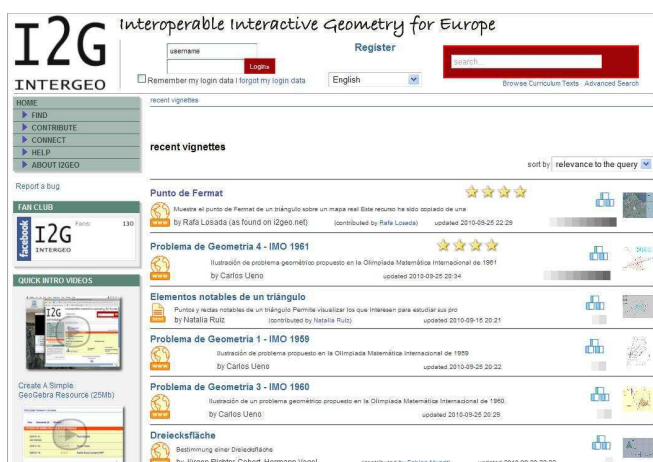 I2G
INTERGEO
Interoperable Interactive Geometry for Europe
username
Login»
Remember my login data I forgot my login data
Register
English
search...
Browse Curriculum Texts Advanced Search
HOME
FIND
CONTRIBUTE
CONNECT
HELP
ABOUT I2GEO
Report a bug
FAN CLUB
facebook
I2G
INTERGEO
Fans: 130
QUICK INTRO VIDEOS
I2G
Create A Simple
GeoGebra Resource (25Mb)
recent vignettes
recent vignettes
sort by relevance to the query
Punto de Fermat
Muestra el punto de Fermat de un triángulo sobre un mapa real Este recurso ha sido copiado de una
www by Rafa Losada (as found on i2geo.net) (contributed by Rafa Losada) updated 2010-09-25 22:29
Problema de Geometria 4 - IMO 1961
Ilustración de problema geométrico propuesto en la Olimpíada Matemática Internacional de 1961
www by Carlos Ueno updated 2010-09-25 20:34
Elementos notables de un triángulo
Puntos y rectas notables de un triangulo Permite visualizar los que interesen para estudiar sus pro
by Natalia Ruiz (contributed by Natalia Ruiz) updated 2010-09-15 20:21
Problema de Geometria 1 - IMO 1959
Ilustración de problema propuesto en la Olimpiada Matemática Internacional de 1959
www by Carlos Ueno updated 2010-09-25 20:22
Problema de Geometria 3 - IMO 1960
Ilustración de un problema geométrico propuesto en la Olimpiada Matemática Internacional de 1960.
www by Carlos Ueno updated 2010-09-25 20:29
Dreiecksfläche
Bestimmung einer Dreiecksfläche